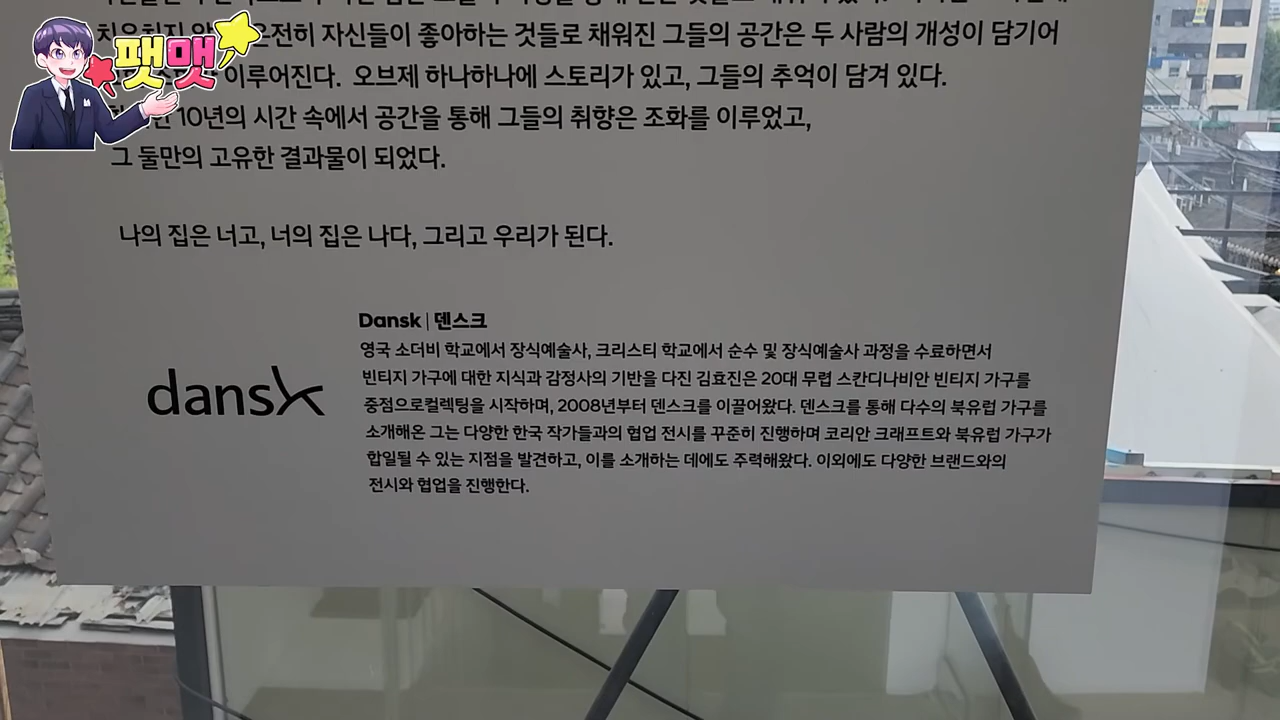 팻맷
온전히 자신들이 좋아하는 것들로 채워진 그들의 공간은 두 사람의 개성이 담기어
이루어진다. 오브제 하나하나에 스토리가 있고, 그들의 추억이 담겨 있다.
10년의 시간 속에서 공간을 통해 그들의 취향은 조화를 이루었고,
그 둘만의 고유한 결과물이 되었다.
나의 집은 너고, 너의 집은 나다, 그리고 우리가 된다.
dansk
Dansk | 덴스크
영국 소더비 학교에서 장식예술사, 크리스티 학교에서 순수 및 장식예술사 과정을 수료하면서
빈티지 가구에 대한 지식과 감정사의 기반을 다진 김효진은 20대 무렵 스칸디나비안 빈티지 가구를
중점으로컬렉팅을 시작하며, 2008년부터 덴스크를 이끌어왔다. 덴스크를 통해 다수의 북유럽 가구를
소개해온 그는 다양한 한국 작가들과의 협업 전시를 꾸준히 진행하며 코리안 크래프트와 북유럽 가구가
합일될 수 있는 지점을 발견하고, 이를 소개하는 데에도 주력해왔다. 이외에도 다양한 브랜드와의
전시와 협업을 진행한다.